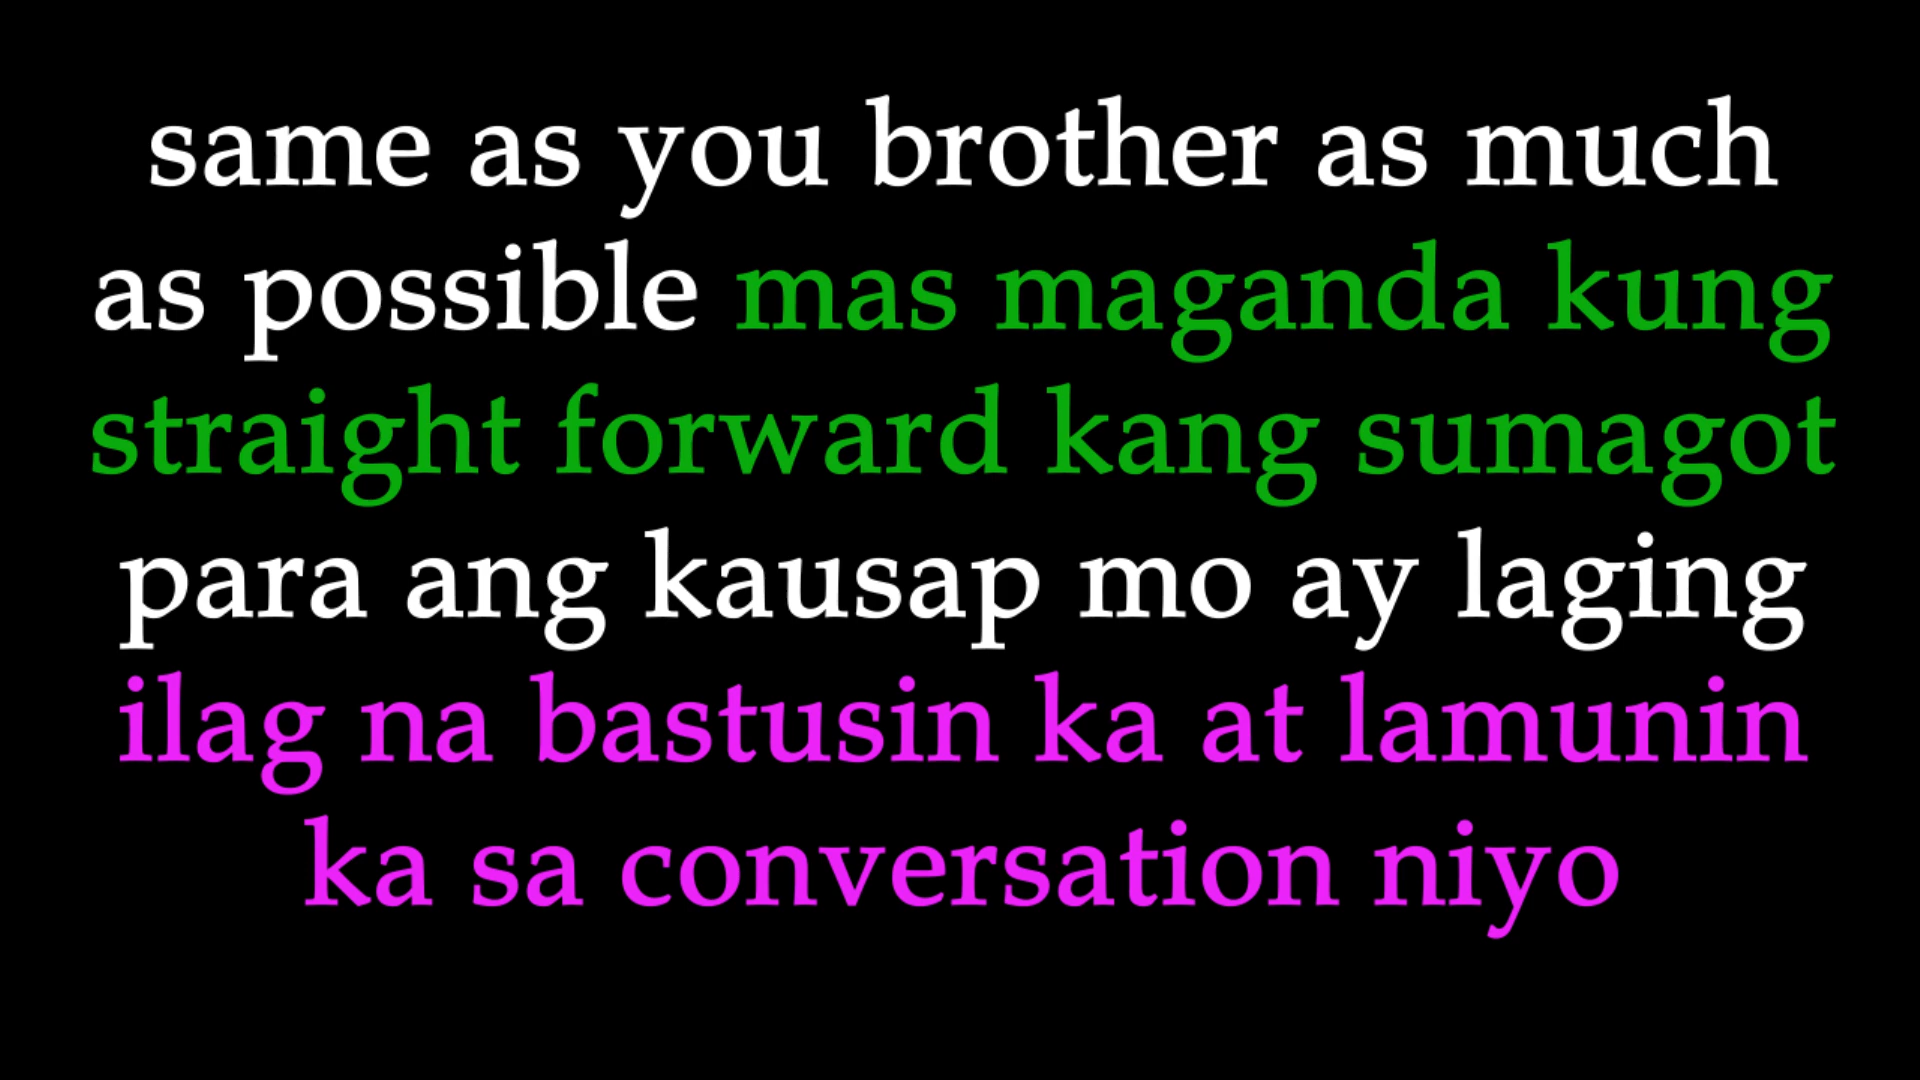 same as you brother as much
as possible mas maganda kung
straight forward kang sumagot
para ang kausap mo ay laging
ilag na bastusin ka at lamunin
ka sa conversation niyo